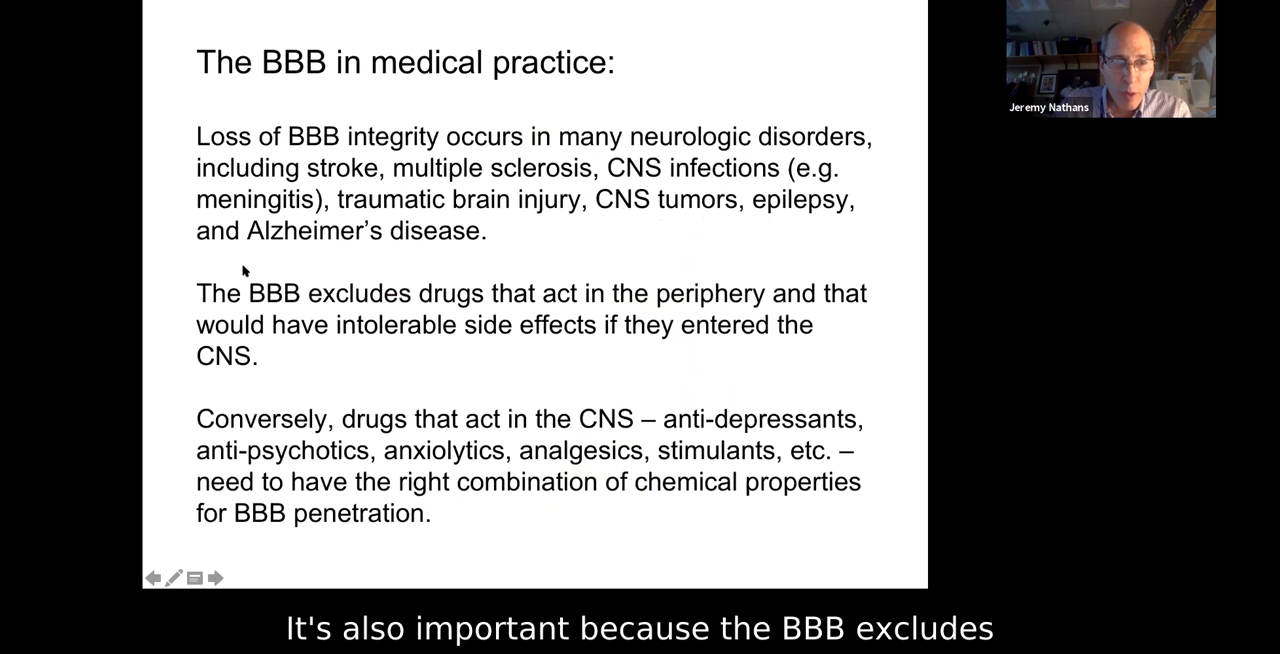 The BBB in medical practice:
Loss of BBB integrity occurs in many neurologic disorders,
including stroke, multiple sclerosis, CNS infections (e.g.
meningitis), traumatic brain injury, CNS tumors, epilepsy,
and Alzheimer’s disease.
The BBB excludes drugs that act in the periphery and that
would have intolerable side effects if they entered the
CNS.
Conversely, drugs that act in the CNS – anti-depressants,
anti-psychotics, anxiolytics, analgesics, stimulants, etc. –
need to have the right combination of chemical properties
for BBB penetration.
Jeremy Nathans
It's also important because the BBB excludes